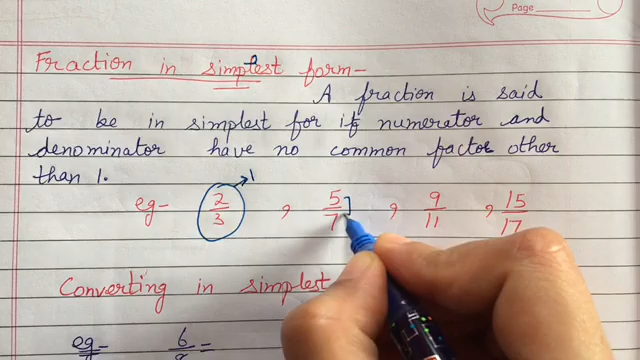 Page
Fraction in simplest form-
A fraction is said
to be in simplest for if numerator and
denominator have no common factor other
than 1.
eg- 2/3 → 1 , 5/7 ] , 9/11 , 15/17
Converting in simplest
eg- 6/ =